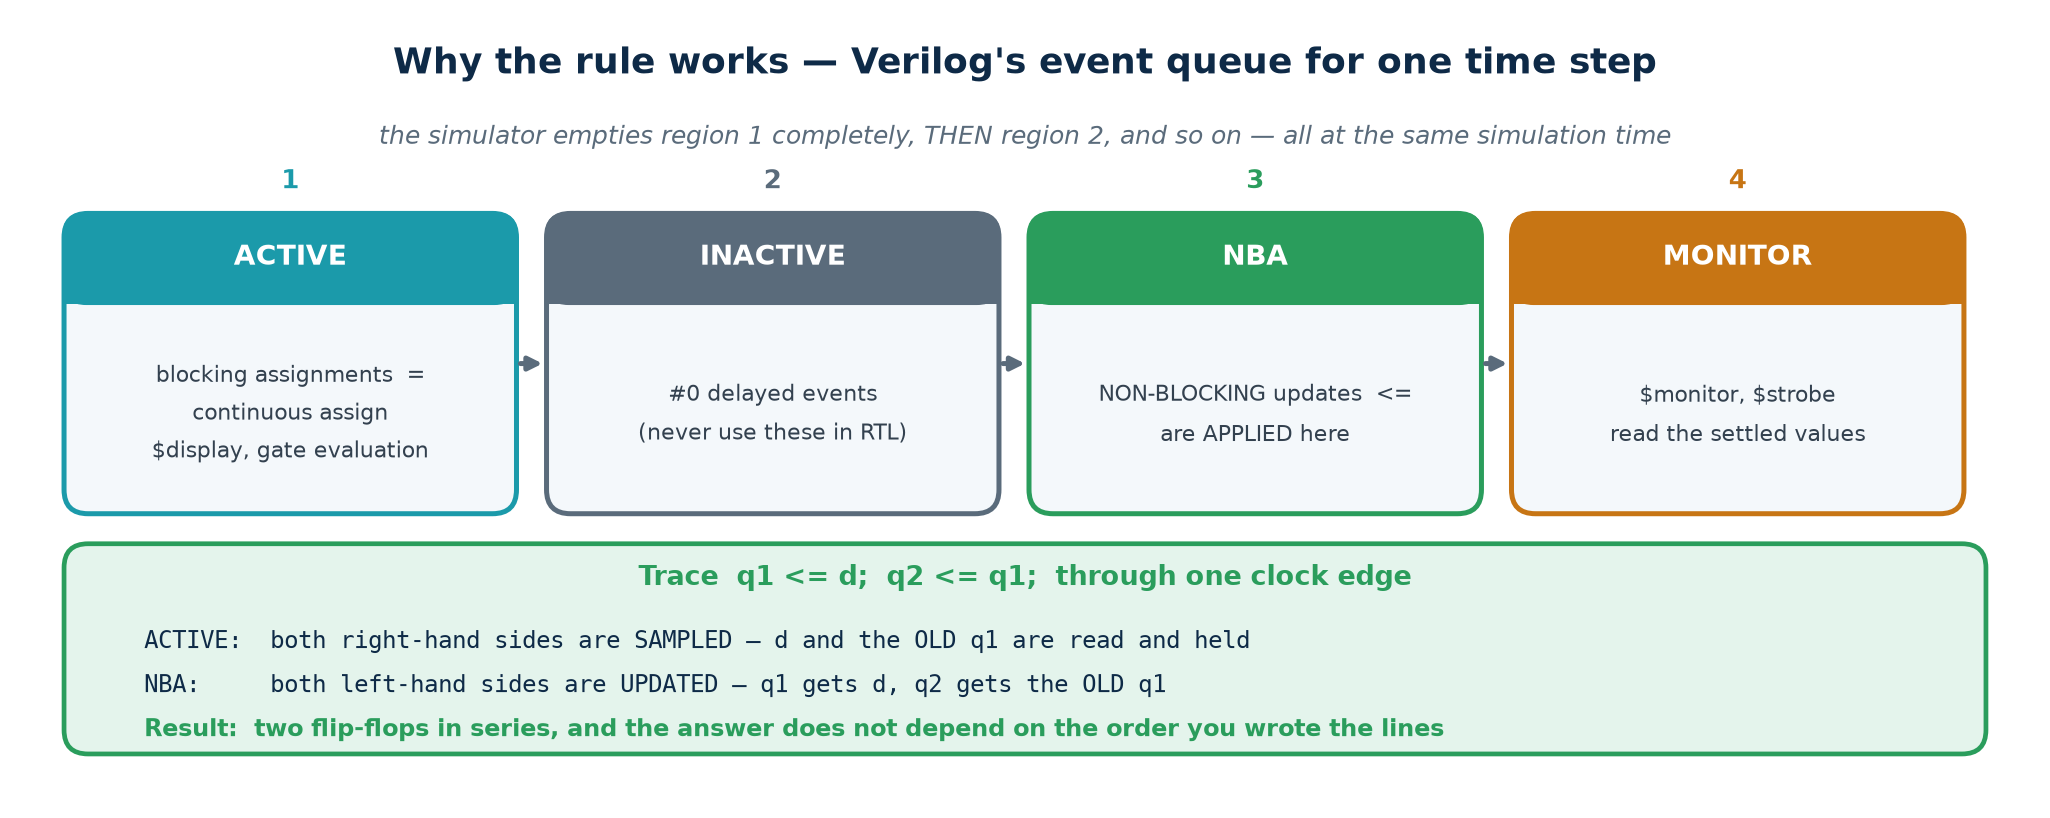 Why the rule works — Verilog's event queue for one time step
the simulator empties region 1 completely, THEN region 2, and so on — all at the same simulation time
1
2
3
4
ACTIVE
INACTIVE
NBA
MONITOR
blocking assignments  =
continuous assign
$display, gate evaluation
#0 delayed events
(never use these in RTL)
NON-BLOCKING updates  <=
are APPLIED here
$monitor, $strobe
read the settled values
Trace  q1 <= d;  q2 <= q1;  through one clock edge
ACTIVE:  both right-hand sides are SAMPLED — d and the OLD q1 are read and held
NBA:     both left-hand sides are UPDATED — q1 gets d, q2 gets the OLD q1
Result:  two flip-flops in series, and the answer does not depend on the order you wrote the lines